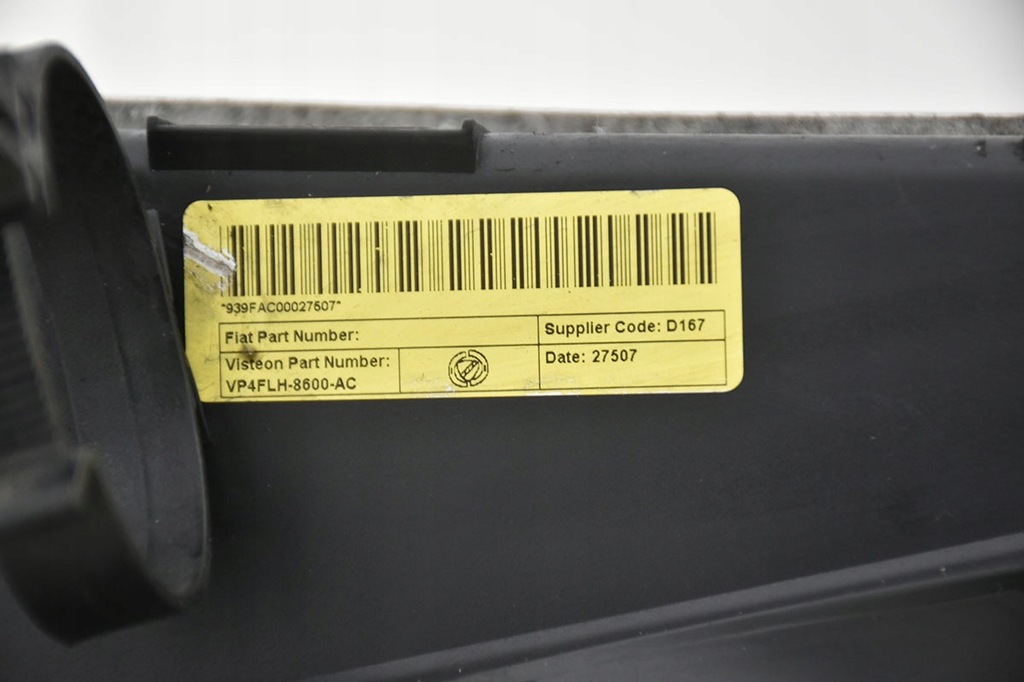 *939FAC00027507*
Fiat Part Number:
Supplier Code: D167
Visteon Part Number:
VP4FLH-8600-AC
Date: 27507